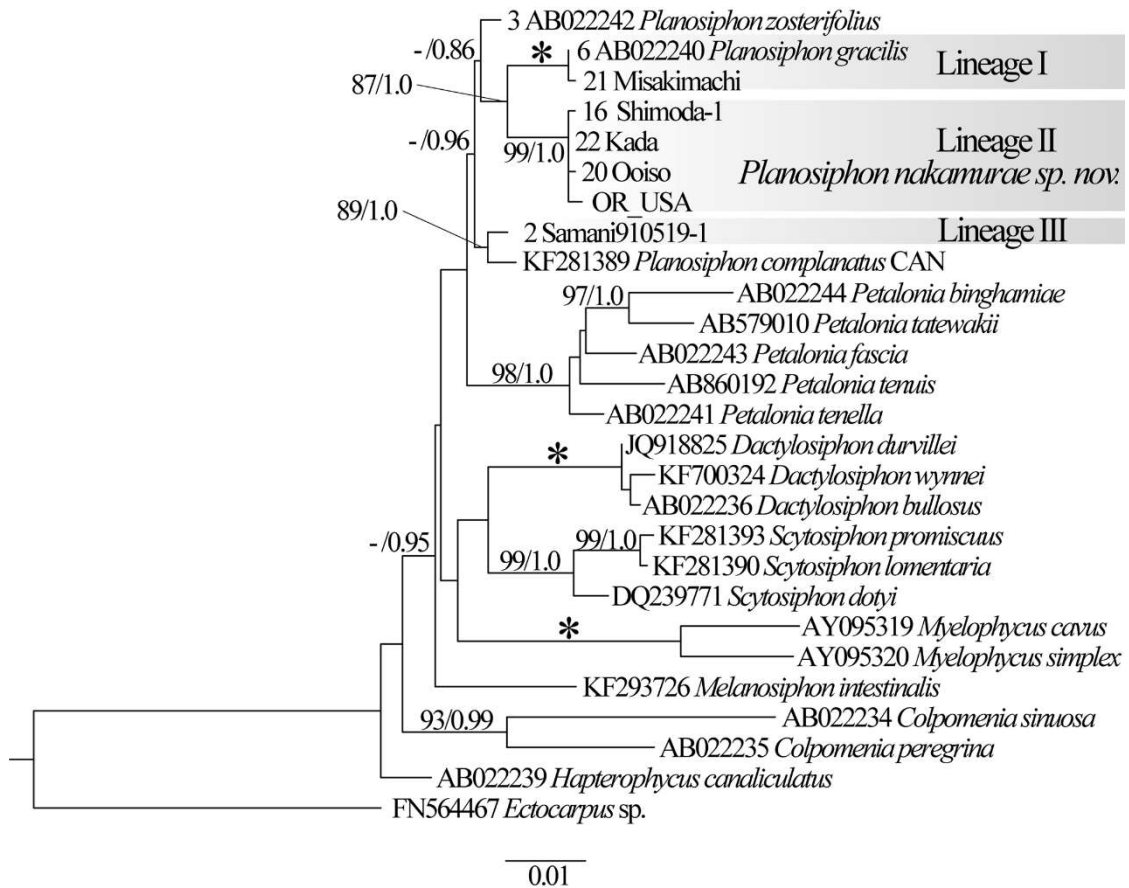 3 AB022242 Planosiphon zosterifolius
- /0.86
6 AB022240 Planosiphon gracilis
Lineage I
*
87/1.0
21 Misakimachi
16 Shimoda-1
- /0.96
22 Kada
Lineage II
99/1.0
20 Ooiso
Planosiphon nakamurae sp. nov.
OR_USA
89/1.0
2 Samani910519-1
Lineage III
KF281389 Planosiphon complanatus CAN
97/1.0
AB022244 Petalonia binghamiae
AB579010 Petalonia tatewakii
AB022243 Petalonia fascia
98/1.0
AB860192 Petalonia tenuis
AB022241 Petalonia tenella
JQ918825 Dactylosiphon durvillei
*
KF700324 Dactylosiphon wynnei
AB022236 Dactylosiphon bullosus
- /0.95
99/1.0
KF281393 Scytosiphon promiscuus
99/1.0
KF281390 Scytosiphon lomentaria
DQ239771 Scytosiphon dotyi
*
AY095319 Myelophycus cavus
AY095320 Myelophycus simplex
KF293726 Melanosiphon intestinalis
93/0.99
AB022234 Colpomenia sinuosa
AB022235 Colpomenia peregrina
AB022239 Hapterophycus canaliculatus
FN564467 Ectocarpus sp.
0.01